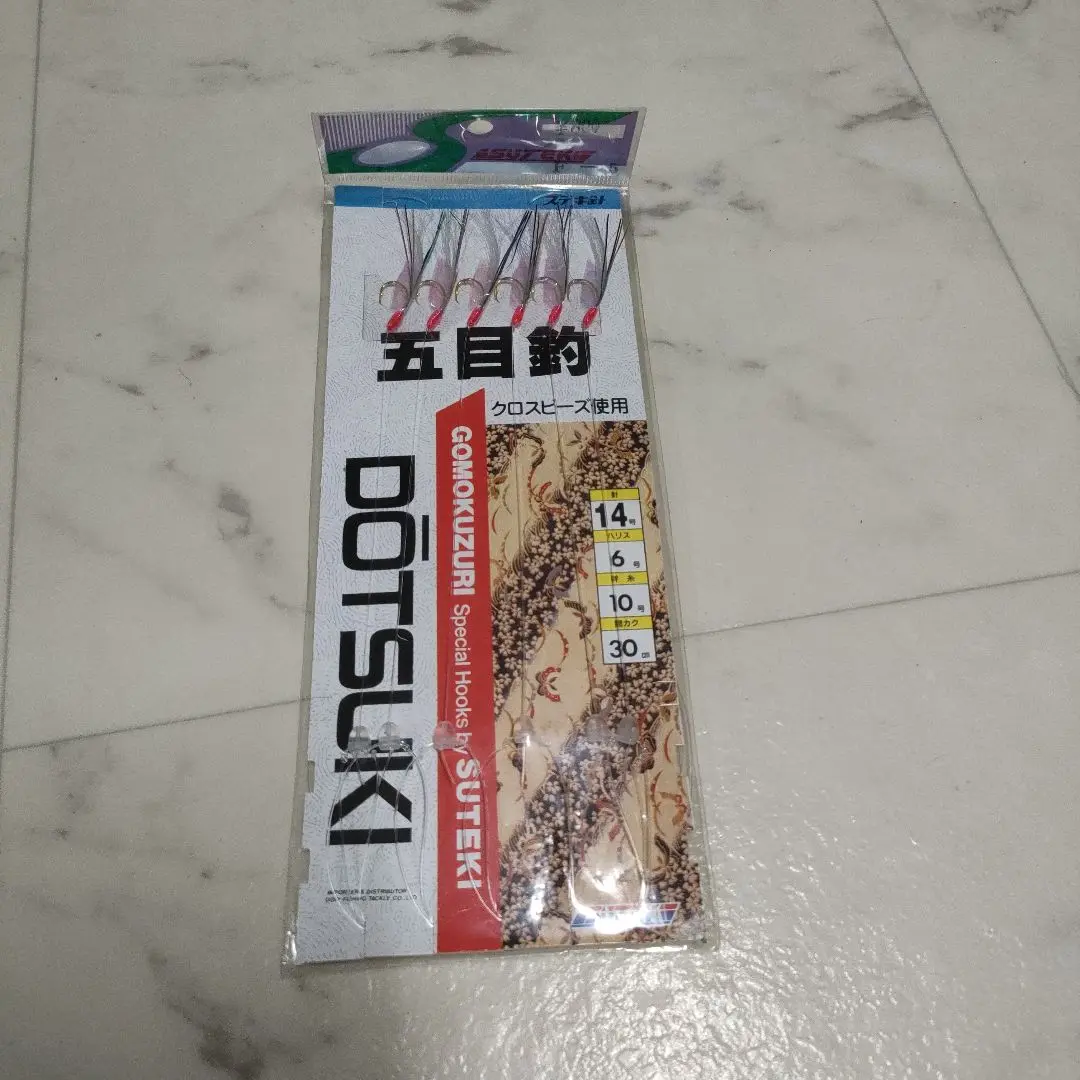 SUTEKI
ステキ針
五目釣
クロスビーズ使用
DŌTSUKI
GOMOKUZURI Special Hooks by SUTEKI
針
14号
ハリス
6号
幹糸
10号
間カク
30cm